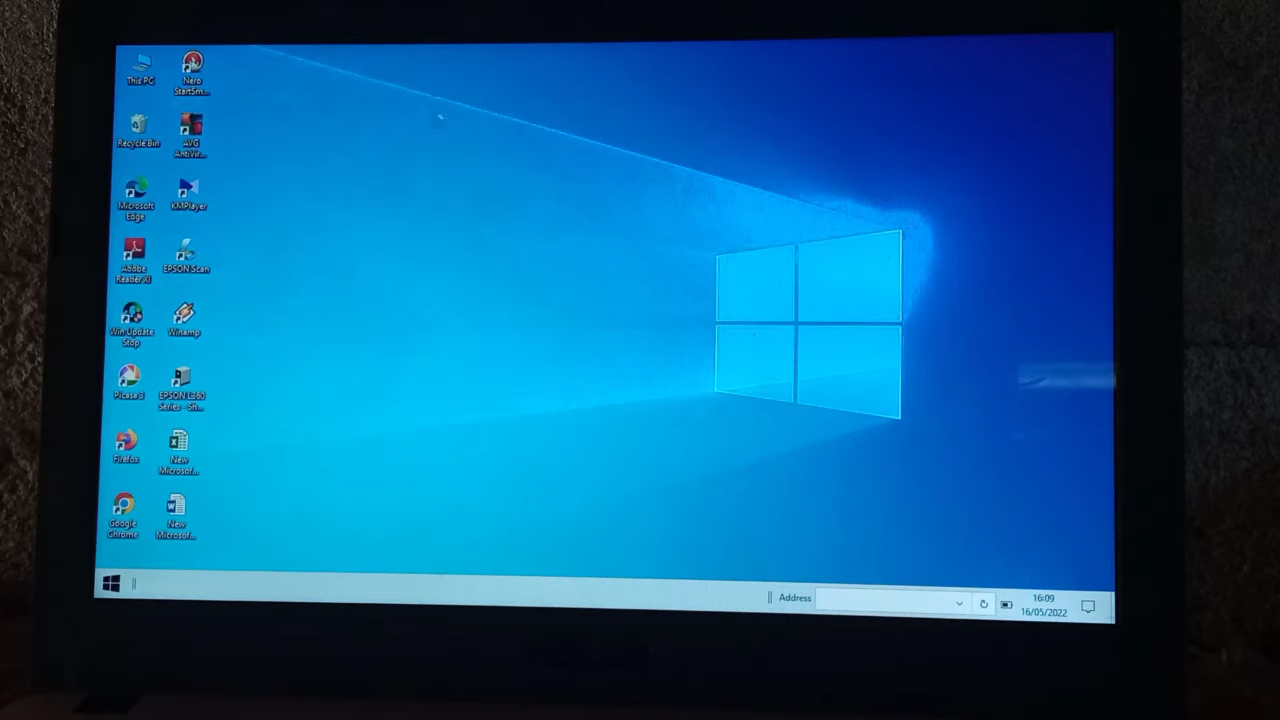 This PC
Nero
StartSm...
Recycle Bin
AVG
AntiVir...
Microsoft
Edge
KMPlayer
Adobe
Reader XI
EPSON Scan
Win Update
Stop
Winamp
Picasa 3
EPSON L360
Series - Sh...
Firefox
New
Microsof...
Google
Chrome
New
Microsof...
Address
16:09
16/05/2022